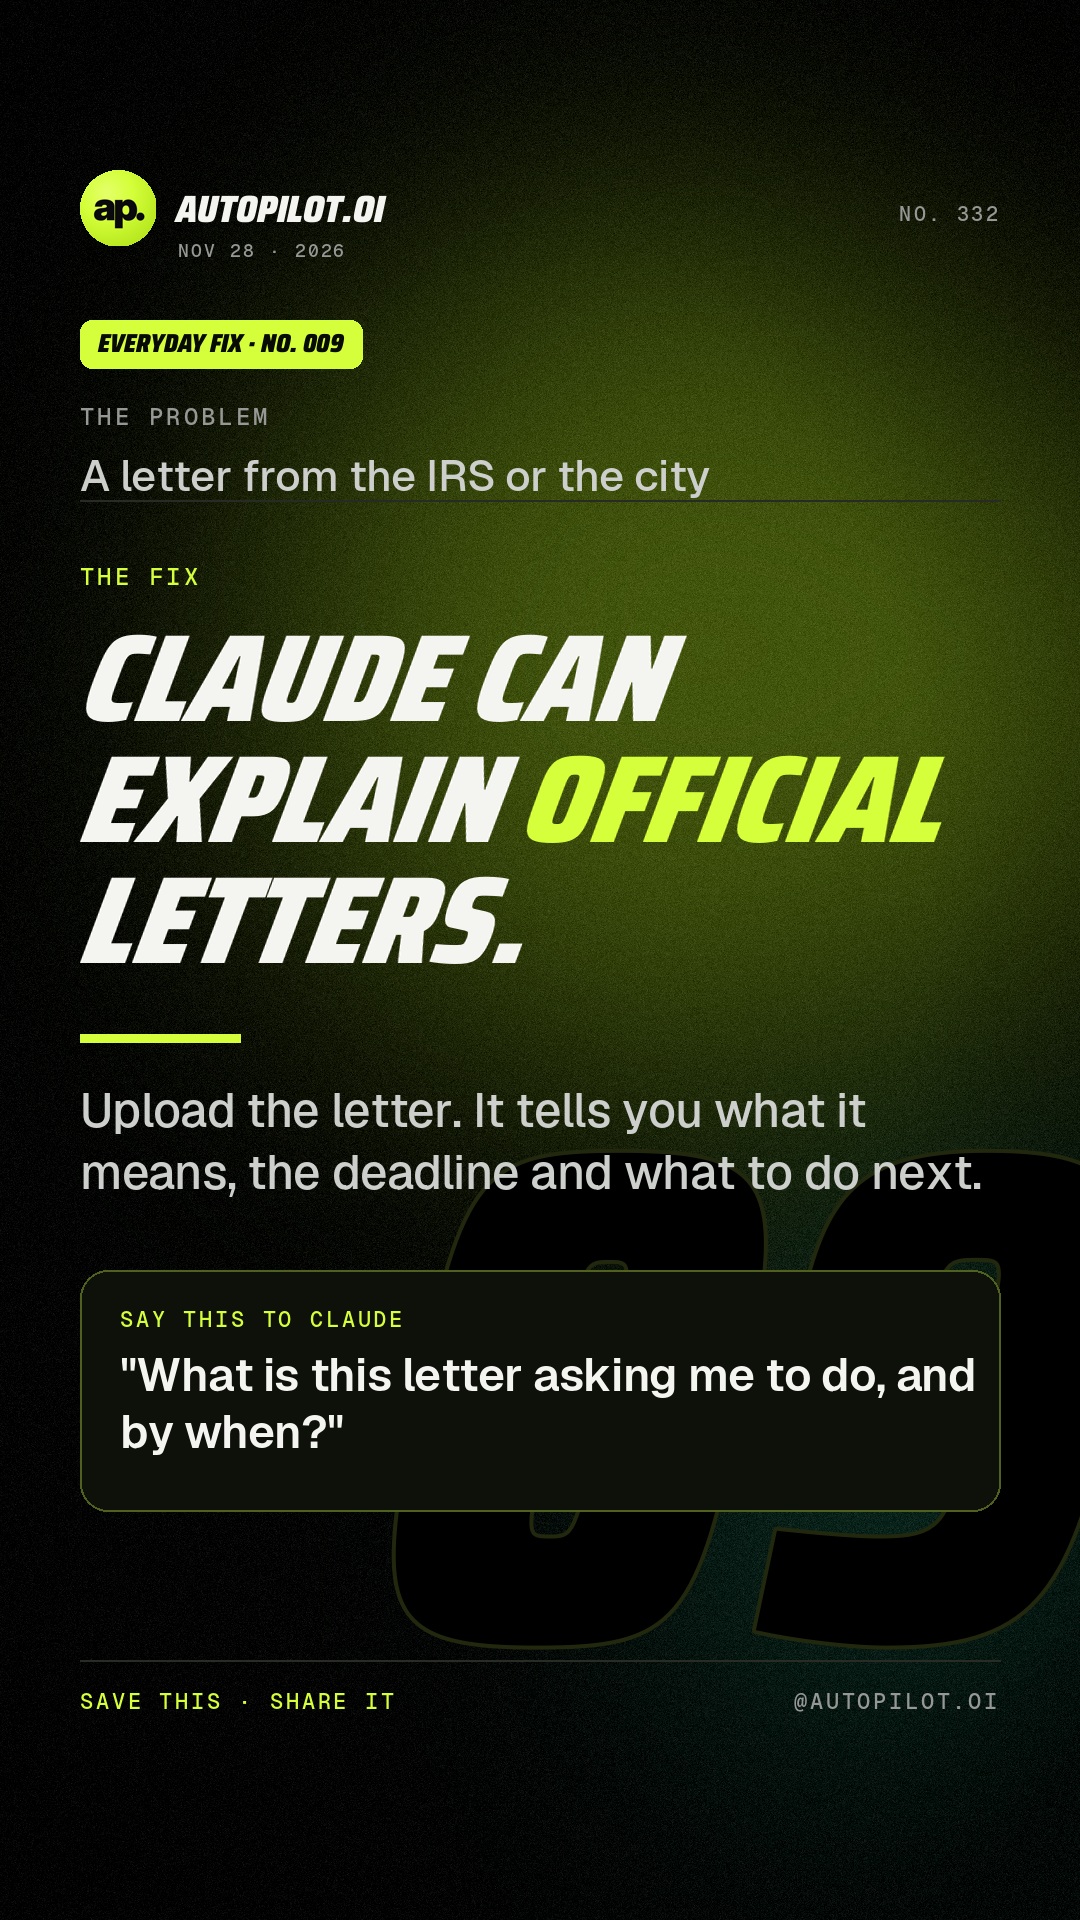 ap.
AUTOPILOT.OI
NO. 332
NOV 28 · 2026
EVERYDAY FIX · NO. 009
THE PROBLEM
A letter from the IRS or the city
THE FIX
CLAUDE CAN
EXPLAIN OFFICIAL
LETTERS.
Upload the letter. It tells you what it
means, the deadline and what to do next.
09
SAY THIS TO CLAUDE
"What is this letter asking me to do, and
by when?"
SAVE THIS · SHARE IT
@AUTOPILOT.OI